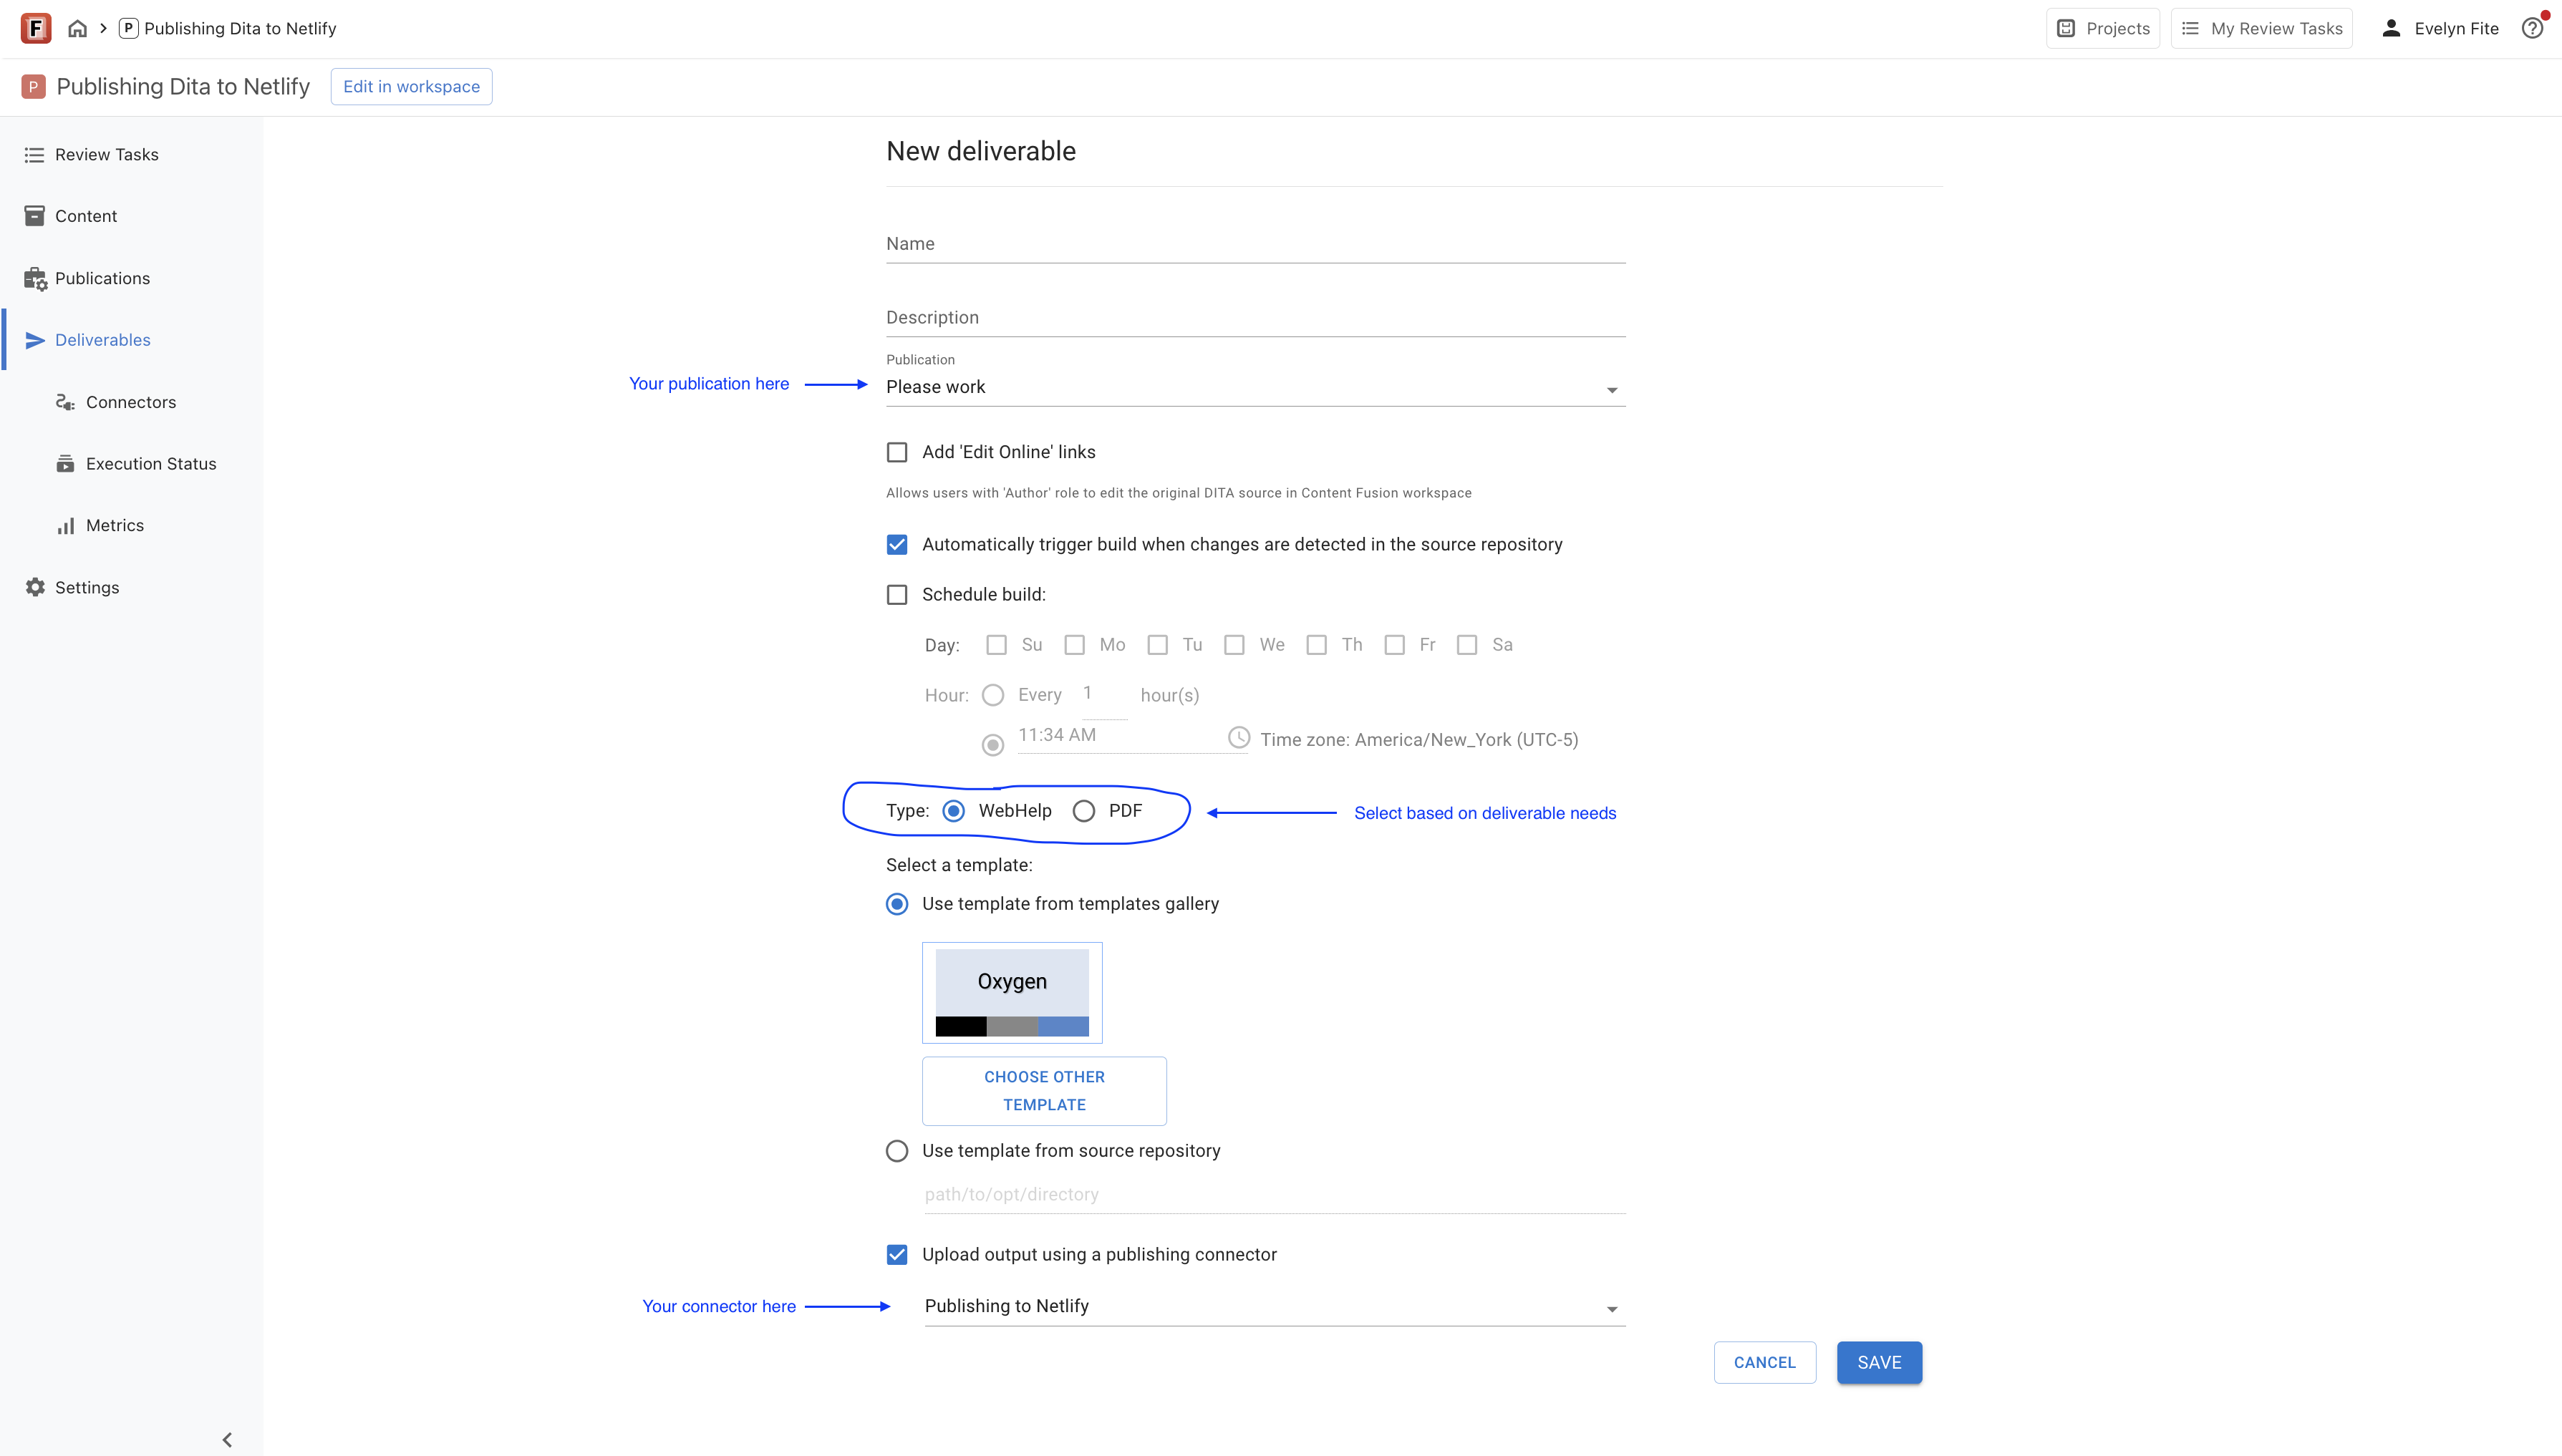 F P Publishing Dita to Netlify Projects My Review Tasks Evelyn Fite
P Publishing Dita to Netlify Edit in workspace
Review Tasks
Content
Publications
Deliverables
Connectors
Execution Status
Metrics
Settings
New deliverable
Name
Description
Publication
Your publication here Please work
Add 'Edit Online' links
Allows users with 'Author' role to edit the original DITA source in Content Fusion workspace
Automatically trigger build when changes are detected in the source repository
Schedule build:
Day: Su Mo Tu We Th Fr Sa
Hour: Every 1 hour(s)
11:34 AM Time zone: America/New_York (UTC-5)
Type: WebHelp PDF Select based on deliverable needs
Select a template:
Use template from templates gallery
Oxygen
CHOOSE OTHER
TEMPLATE
Use template from source repository
path/to/opt/directory
Upload output using a publishing connector
Your connector here Publishing to Netlify
CANCEL SAVE